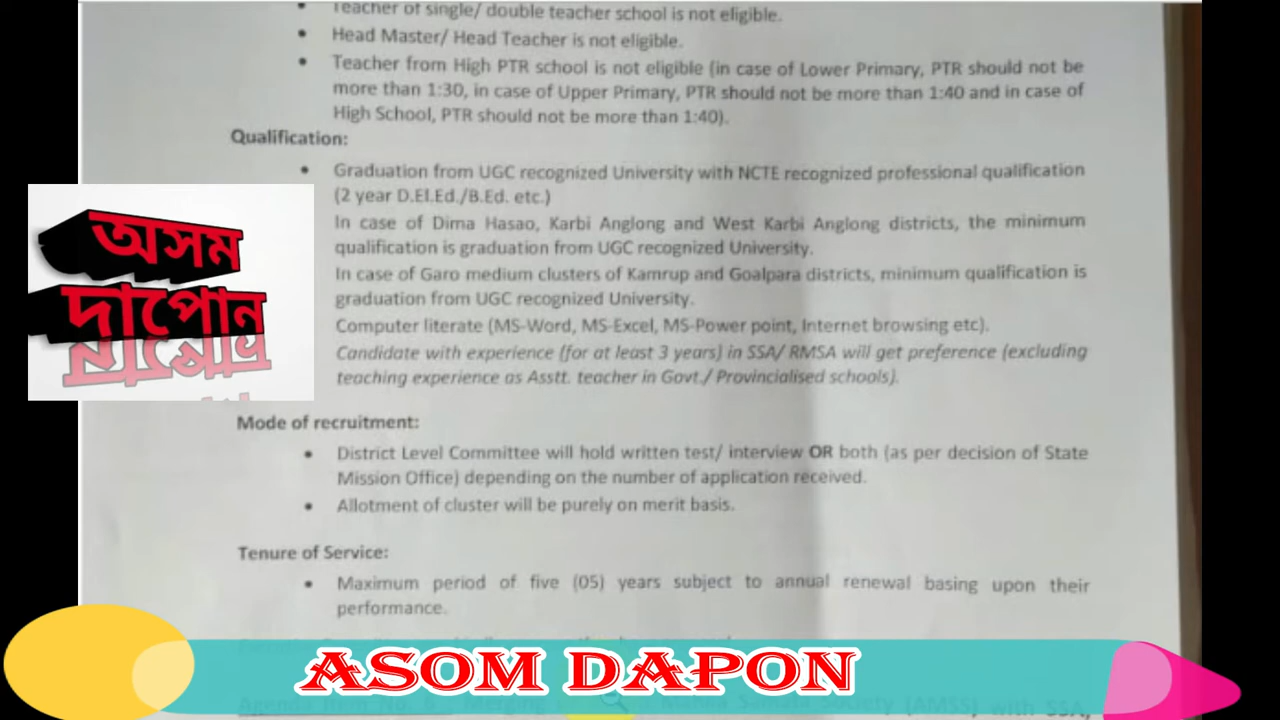 Teacher of single/ double teacher school is not eligible.
Head Master/ Head Teacher is not eligible.
Teacher from High PTR school is not eligible (in case of Lower Primary, PTR should not be
more than 1:30, in case of Upper Primary, PTR should not be more than 1:40 and in case of
High School, PTR should not be more than 1:40).
Qualification:
Graduation from UGC recognized University with NCTE recognized professional qualification
(2 year D.El.Ed./B.Ed. etc.)
In case of Dima Hasao, Karbi Anglong and West Karbi Anglong districts, the minimum
qualification is graduation from UGC recognized University.
In case of Garo medium clusters of Kamrup and Goalpara districts, minimum qualification is
graduation from UGC recognized University.
Computer literate (MS-Word, MS-Excel, MS-Power point, Internet browsing etc).
Candidate with experience (for at least 3 years) in SSA/ RMSA will get preference (excluding
teaching experience as Asstt. teacher in Govt./ Provincialised schools).
অসম
দাপোন
Mode of recruitment:
District Level Committee will hold written test/ interview OR both (as per decision of State
Mission Office) depending on the number of application received.
Allotment of cluster will be purely on merit basis.
Tenure of Service:
Maximum period of five (05) years subject to annual renewal basing upon their
performance.
ASOM DAPON
Samata Society (AMSS) with SSA,